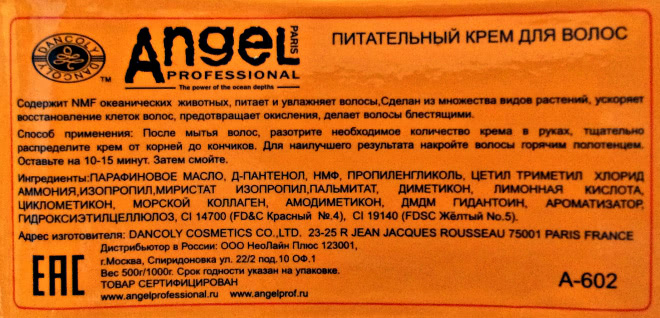 DANCOLY
DANCOLY
TM
Angel
PARIS
PROFESSIONAL
The power of the ocean depths
ПИТАТЕЛЬНЫЙ КРЕМ ДЛЯ ВОЛОС
Содержит NMF океанических животных, питает и увлажняет волосы,Сделан из множества видов растений, ускоряет
восстановление клеток волос, предотвращает окисления, делает волосы блестящими.
Способ применения: После мытья волос, разотрите необходимое количество крема в руках, тщательно
распределите крем от корней до кончиков. Для наилучшего результата накройте волосы горячим полотенцем.
Оставьте на 10-15 минут. Затем смойте.
Ингредиенты:ПАРАФИНОВОЕ МАСЛО, Д-ПАНТЕНОЛ, НМФ, ПРОПИЛЕНГЛИКОЛЬ, ЦЕТИЛ ТРИМЕТИЛ ХЛОРИД
АММОНИЯ,ИЗОПРОПИЛ,МИРИСТАТ ИЗОПРОПИЛ,ПАЛЬМИТАТ, ДИМЕТИКОН, ЛИМОННАЯ КИСЛОТА,
ЦИКЛОМЕТИКОН, МОРСКОЙ КОЛЛАГЕН, АМОДИМЕТИКОН, ДМДМ ГИДАНТОИН, АРОМАТИЗАТОР,
ГИДРОКСИЭТИЛЦЕЛЛЮЛОЗ, CI 14700 (FD&C Красный №.4), CI 19140 (FDSC Жёлтый No.5).
Адрес изготовителя: DANCOLY COSMETICS CO.,LTD. 23-25 R JEAN JACQUES ROUSSEAU 75001 PARIS FRANCE
Дистрибьютор в России: ООО НеоЛайн Плюс 123001,
г.Москва, Спиридоновка ул. 22/2 под.10 ОФ.1
Вес 500г/1000г. Срок годности указан на упаковке.
ТОВАР СЕРТИФИЦИРОВАН
www.angelprofessional.ru www.angelprof.ru
EAC
А-602